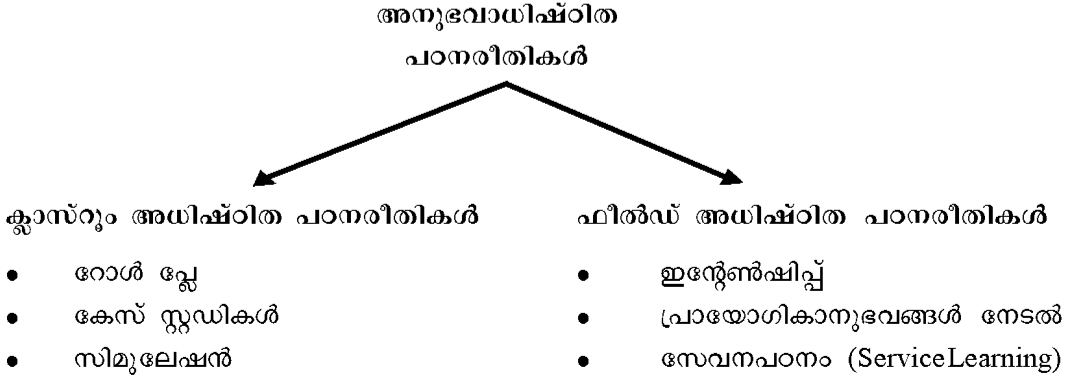 അനുഭവാധിഷ്ഠിത
പഠനരീതികൾ
ക്ലാസ്റൂം അധിഷ്ഠിത പഠനരീതികൾ
• റോൾ പ്ലേ
• കേസ് സ്റ്റഡികൾ
• സിമുലേഷൻ
ഫീൽഡ് അധിഷ്ഠിത പഠനരീതികൾ
• ഇന്റേൺഷിപ്പ്
• പ്രായോഗികാനുഭവങ്ങൾ നേടൽ
• സേവനപഠനം (Service Learning)